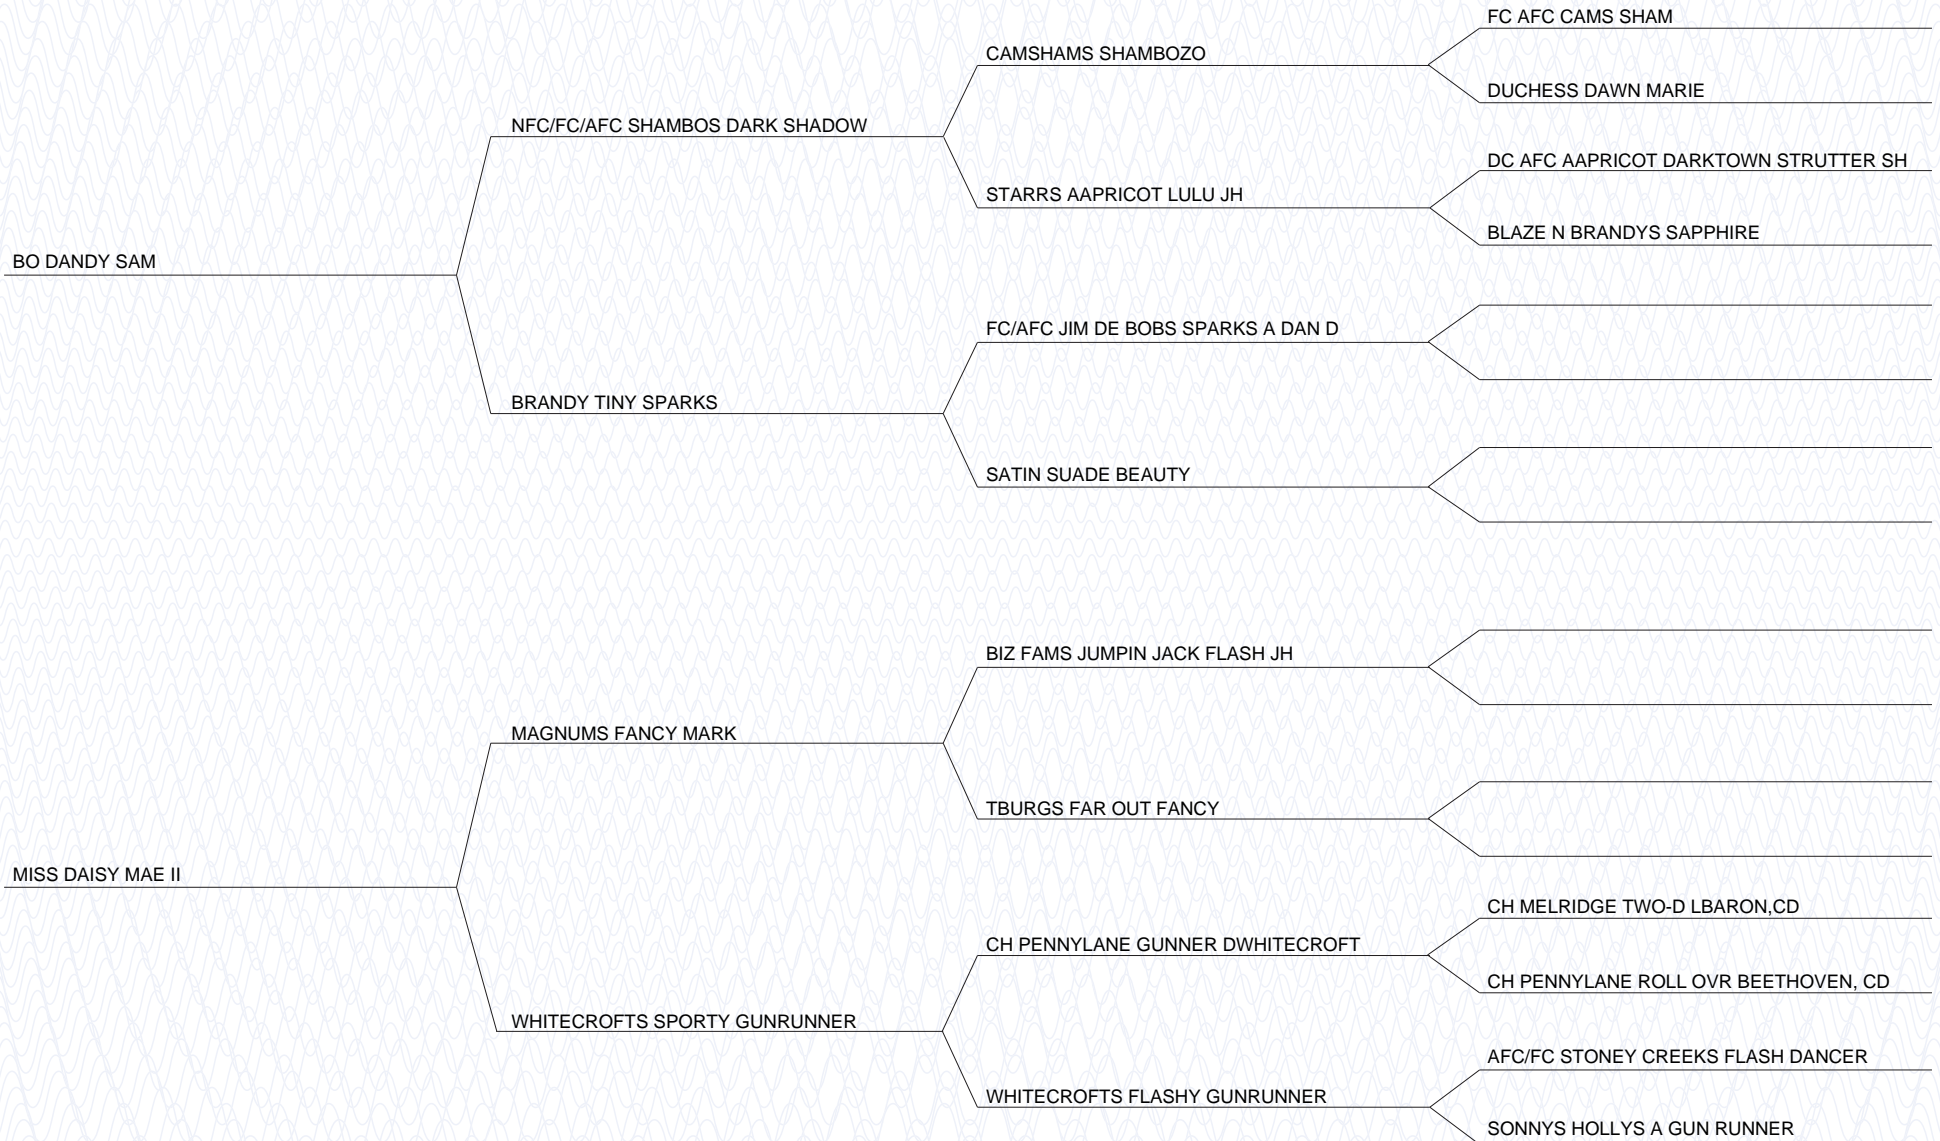 FC AFC CAMS SHAM
CAMSHAMS SHAMBOZO
DUCHESS DAWN MARIE
NFC/FC/AFC SHAMBOS DARK SHADOW
DC AFC AAPRICOT DARKTOWN STRUTTER SH
STARRS AAPRICOT LULU JH
BLAZE N BRANDYS SAPPHIRE
BO DANDY SAM
FC/AFC JIM DE BOBS SPARKS A DAN D
BRANDY TINY SPARKS
SATIN SUADE BEAUTY
BIZ FAMS JUMPIN JACK FLASH JH
MAGNUMS FANCY MARK
TBURGS FAR OUT FANCY
MISS DAISY MAE II
CH MELRIDGE TWO-D LBARON,CD
CH PENNYLANE GUNNER DWHITECROFT
CH PENNYLANE ROLL OVR BEETHOVEN, CD
WHITECROFTS SPORTY GUNRUNNER
AFC/FC STONEY CREEKS FLASH DANCER
WHITECROFTS FLASHY GUNRUNNER
SONNYS HOLLYS A GUN RUNNER